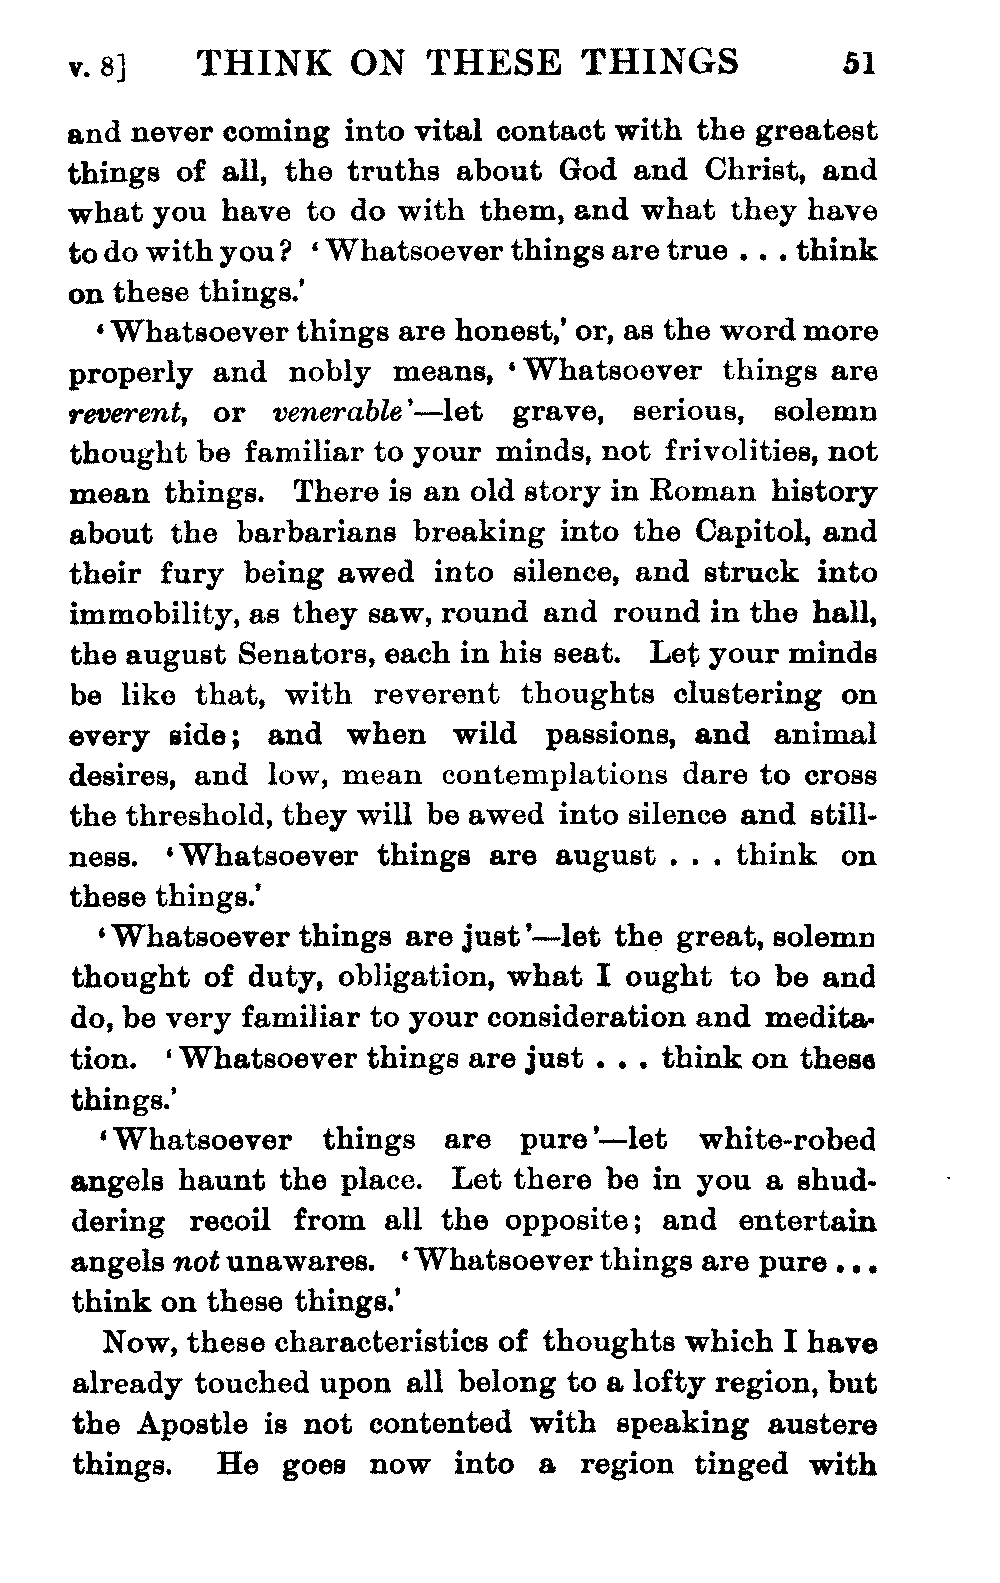 v. 8] THINK ON THESE THINGS 51
and never coming into vital contact with the greatest
things of all, the truths about God and Christ, and
what you have to do with them, and what they have
to do with you? ‘Whatsoever things are true . . . think
on these things.’
‘Whatsoever things are honest,’ or, as the word more
properly and nobly means, ‘Whatsoever things are
reverent, or venerable’—let grave, serious, solemn
thought be familiar to your minds, not frivolities, not
mean things. There is an old story in Roman history
about the barbarians breaking into the Capitol, and
their fury being awed into silence, and struck into
immobility, as they saw, round and round in the hall,
the august Senators, each in his seat. Let your minds
be like that, with reverent thoughts clustering on
every side; and when wild passions, and animal
desires, and low, mean contemplations dare to cross
the threshold, they will be awed into silence and still-
ness. ‘Whatsoever things are august . . . think on
these things.’
‘Whatsoever things are just’—let the great, solemn
thought of duty, obligation, what I ought to be and
do, be very familiar to your consideration and medita-
tion. ‘Whatsoever things are just . . . think on these
things.’
‘Whatsoever things are pure’—let white-robed
angels haunt the place. Let there be in you a shud-
dering recoil from all the opposite; and entertain
angels not unawares. ‘Whatsoever things are pure . . .
think on these things.’
Now, these characteristics of thoughts which I have
already touched upon all belong to a lofty region, but
the Apostle is not contented with speaking austere
things. He goes now into a region tinged with